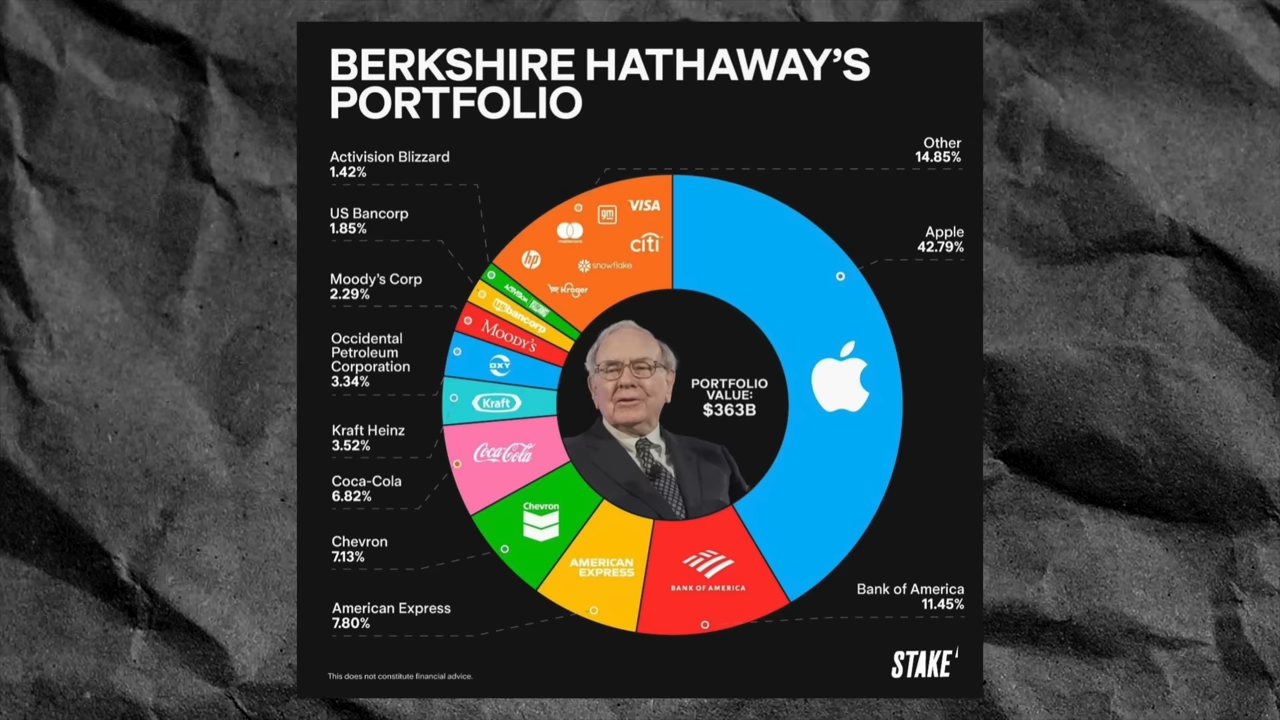 BERKSHIRE HATHAWAY'S
PORTFOLIO
Activision Blizzard
1.42%
US Bancorp
1.85%
Moody's Corp
2.29%
Occidental
Petroleum
Corporation
3.34%
Kraft Heinz
3.52%
Coca-Cola
6.82%
Chevron
7.13%
American Express
7.80%
Other
14.85%
Apple
42.79%
Bank of America
11.45%
VISA
gm
mastercard
citi
hp
snowflake
Kroger
ACTIVISION
usbancorp
MOODY'S
OXY
Kraft
Coca-Cola
Chevron
AMERICAN
EXPRESS
BANK OF AMERICA
PORTFOLIO
VALUE:
$363B
STAKE
This does not constitute financial advice.